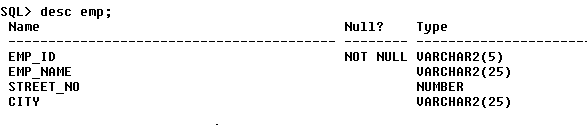 SQL> desc emp;
Name Null? Type
----------------------------------------- -------- ----------------------------
EMP_ID NOT NULL VARCHAR2(5)
EMP_NAME VARCHAR2(25)
STREET_NO NUMBER
CITY VARCHAR2(25)